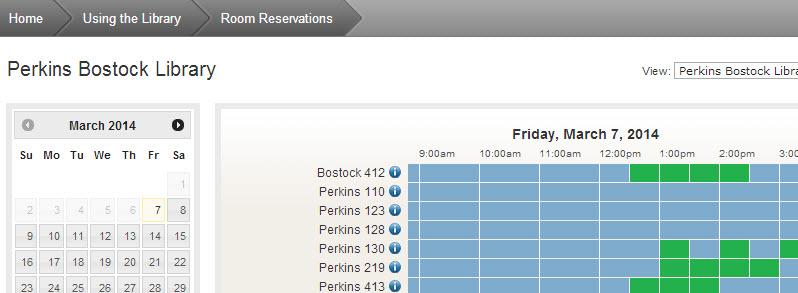 Home Using the Library Room Reservations
Perkins Bostock Library
View: Perkins Bostock Libra
March 2014
Su Mo Tu We Th Fr Sa
1
2 3 4 5 6 7 8
9 10 11 12 13 14 15
16 17 18 19 20 21 22
23 24 25 26 27 28 29
Friday, March 7, 2014
9:00am 10:00am 11:00am 12:00pm 1:00pm 2:00pm 3:00
Bostock 412
Perkins 110
Perkins 123
Perkins 128
Perkins 130
Perkins 219
Perkins 413